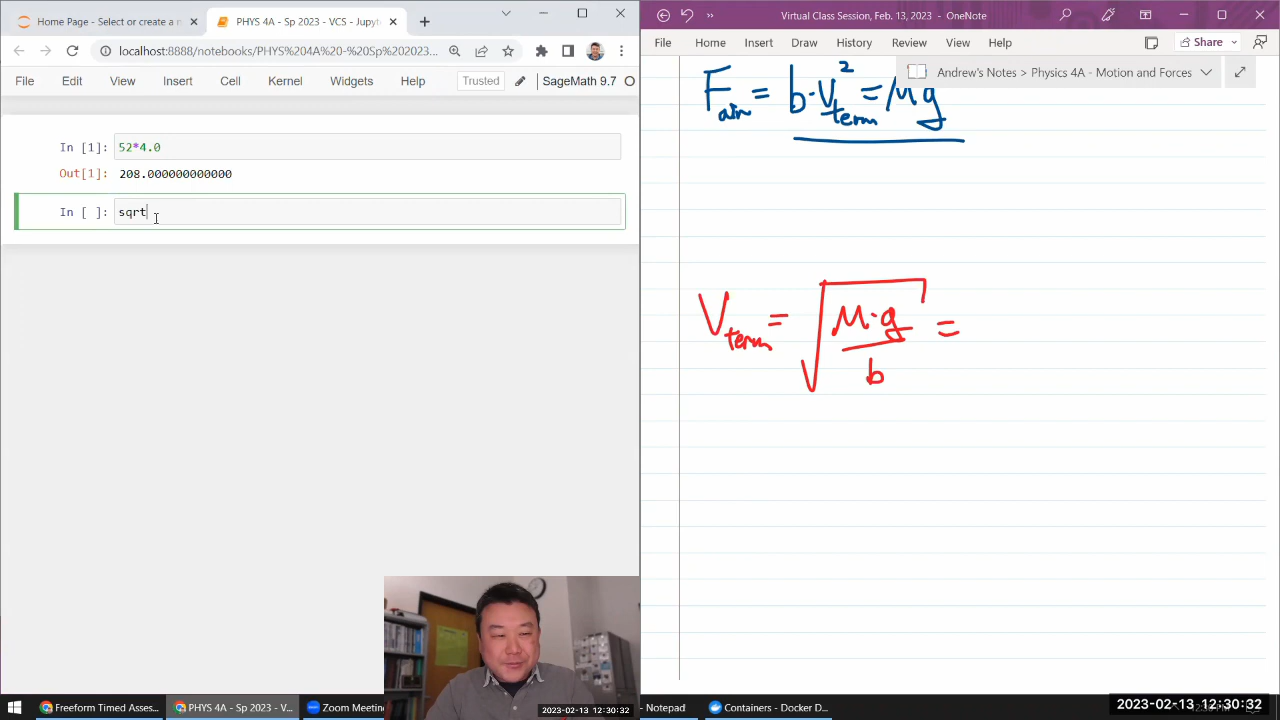 Home Page - Select or create a n
PHYS 4A - Sp 2023 - VCS - Jupyt
localhost:8888/notebooks/PHYS%204A%20-%20Sp%202023...
File Edit View Insert Cell Kernel Widgets Help Trusted SageMath 9.7
In [1]: 52*4.0
Out[1]: 208.000000000000
In [ ]: sqrt
2023-02-13 12:30:32
Freeform Timed Asses...
PHYS 4A - Sp 2023 - V...
Zoom Meeting
Virtual Class Session, Feb. 13, 2023 - OneNote
File Home Insert Draw History Review View Help Share
Andrew's Notes > Physics 4A - Motion and Forces
F_air = b·V_term^2 = Mg
V_term = √(M·g/b) =
- Notepad
Containers - Docker D...
2023-02-13 12:30:32